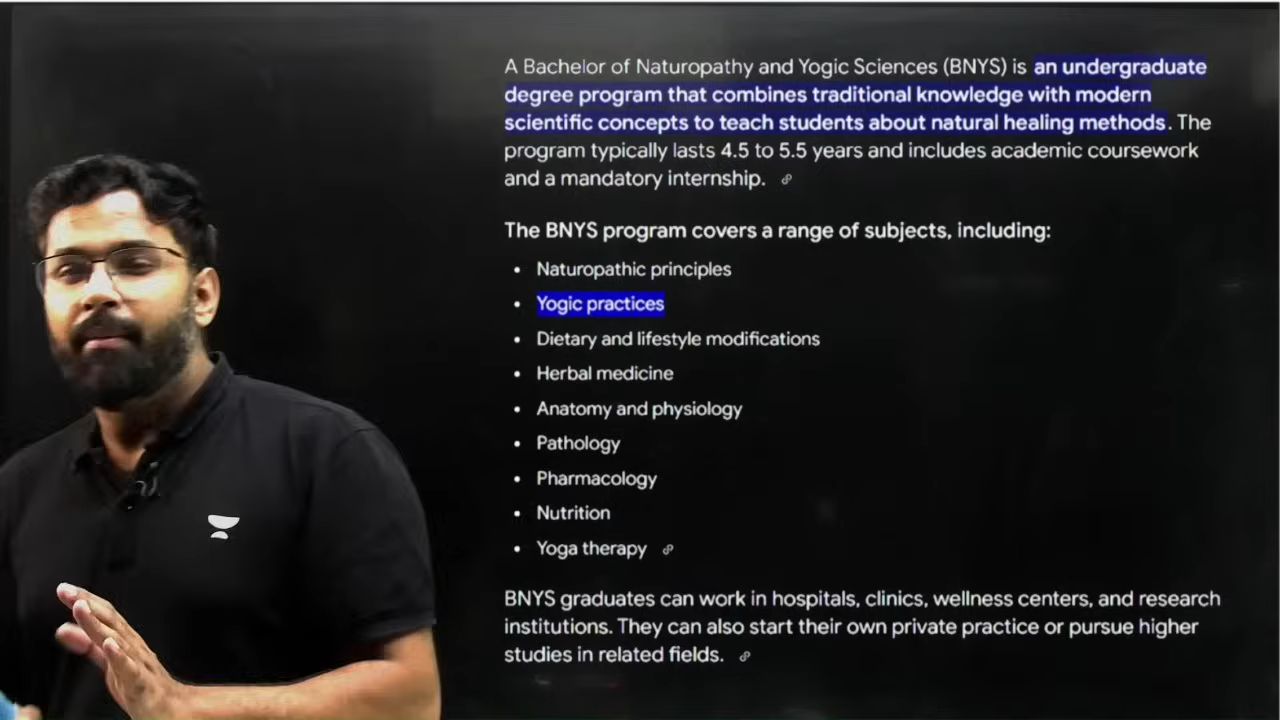 A Bachelor of Naturopathy and Yogic Sciences (BNYS) is an undergraduate
degree program that combines traditional knowledge with modern
scientific concepts to teach students about natural healing methods. The
program typically lasts 4.5 to 5.5 years and includes academic coursework
and a mandatory internship.
The BNYS program covers a range of subjects, including:
• Naturopathic principles
• Yogic practices
• Dietary and lifestyle modifications
• Herbal medicine
• Anatomy and physiology
• Pathology
• Pharmacology
• Nutrition
• Yoga therapy
BNYS graduates can work in hospitals, clinics, wellness centers, and research
institutions. They can also start their own private practice or pursue higher
studies in related fields.